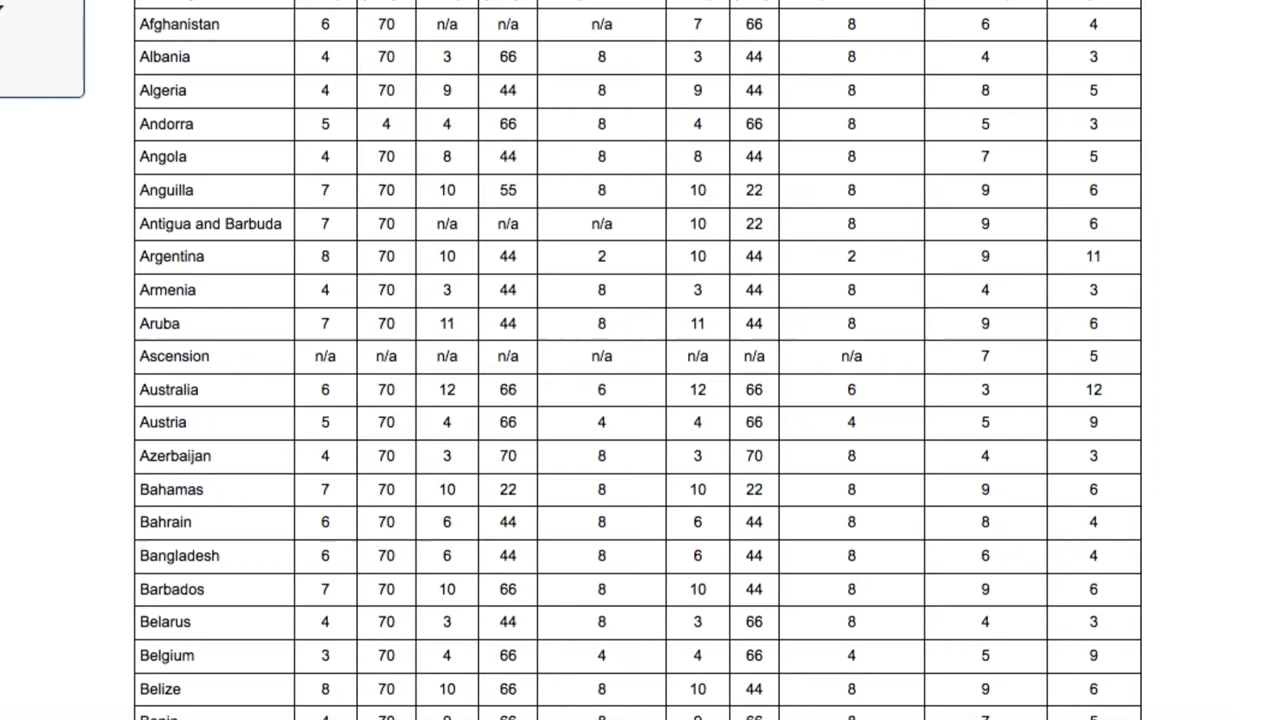 Afghanistan 6 70 n/a n/a n/a 7 66 8 6 4
Albania 4 70 3 66 8 3 44 8 4 3
Algeria 4 70 9 44 8 9 44 8 8 5
Andorra 5 4 4 66 8 4 66 8 5 3
Angola 4 70 8 44 8 8 44 8 7 5
Anguilla 7 70 10 55 8 10 22 8 9 6
Antigua and Barbuda 7 70 n/a n/a n/a 10 22 8 9 6
Argentina 8 70 10 44 2 10 44 2 9 11
Armenia 4 70 3 44 8 3 44 8 4 3
Aruba 7 70 11 44 8 11 44 8 9 6
Ascension n/a n/a n/a n/a n/a n/a n/a n/a 7 5
Australia 6 70 12 66 6 12 66 6 3 12
Austria 5 70 4 66 4 4 66 4 5 9
Azerbaijan 4 70 3 70 8 3 70 8 4 3
Bahamas 7 70 10 22 8 10 22 8 9 6
Bahrain 6 70 6 44 8 6 44 8 8 4
Bangladesh 6 70 6 44 8 6 44 8 6 4
Barbados 7 70 10 66 8 10 44 8 9 6
Belarus 4 70 3 44 8 3 66 8 4 3
Belgium 3 70 4 66 4 4 66 4 5 9
Belize 8 70 10 66 8 10 44 8 9 6